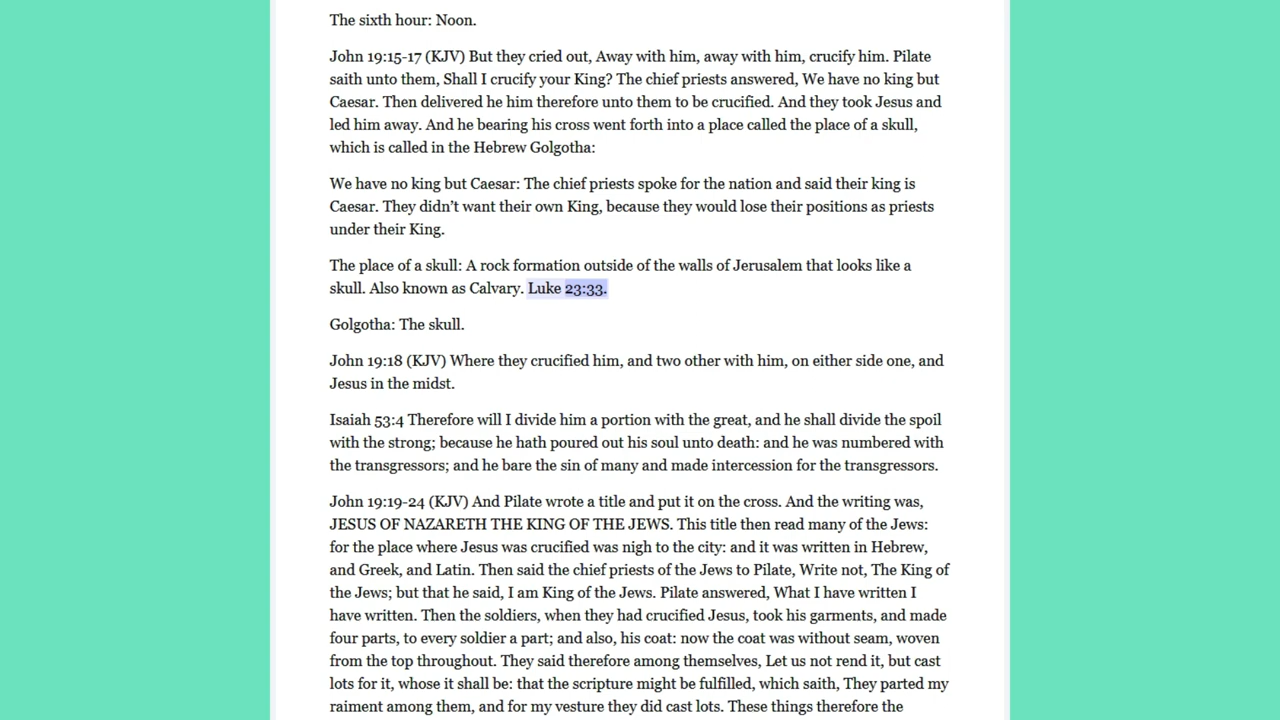 The sixth hour: Noon.
John 19:15-17 (KJV) But they cried out, Away with him, away with him, crucify him. Pilate
saith unto them, Shall I crucify your King? The chief priests answered, We have no king but
Caesar. Then delivered he him therefore unto them to be crucified. And they took Jesus and
led him away. And he bearing his cross went forth into a place called the place of a skull,
which is called in the Hebrew Golgotha:
We have no king but Caesar: The chief priests spoke for the nation and said their king is
Caesar. They didn’t want their own King, because they would lose their positions as priests
under their King.
The place of a skull: A rock formation outside of the walls of Jerusalem that looks like a
skull. Also known as Calvary. Luke 23:33.
Golgotha: The skull.
John 19:18 (KJV) Where they crucified him, and two other with him, on either side one, and
Jesus in the midst.
Isaiah 53:4 Therefore will I divide him a portion with the great, and he shall divide the spoil
with the strong; because he hath poured out his soul unto death: and he was numbered with
the transgressors; and he bare the sin of many and made intercession for the transgressors.
John 19:19-24 (KJV) And Pilate wrote a title and put it on the cross. And the writing was,
JESUS OF NAZARETH THE KING OF THE JEWS. This title then read many of the Jews:
for the place where Jesus was crucified was nigh to the city: and it was written in Hebrew,
and Greek, and Latin. Then said the chief priests of the Jews to Pilate, Write not, The King of
the Jews; but that he said, I am King of the Jews. Pilate answered, What I have written I
have written. Then the soldiers, when they had crucified Jesus, took his garments, and made
four parts, to every soldier a part; and also, his coat: now the coat was without seam, woven
from the top throughout. They said therefore among themselves, Let us not rend it, but cast
lots for it, whose it shall be: that the scripture might be fulfilled, which saith, They parted my
raiment among them, and for my vesture they did cast lots. These things therefore the